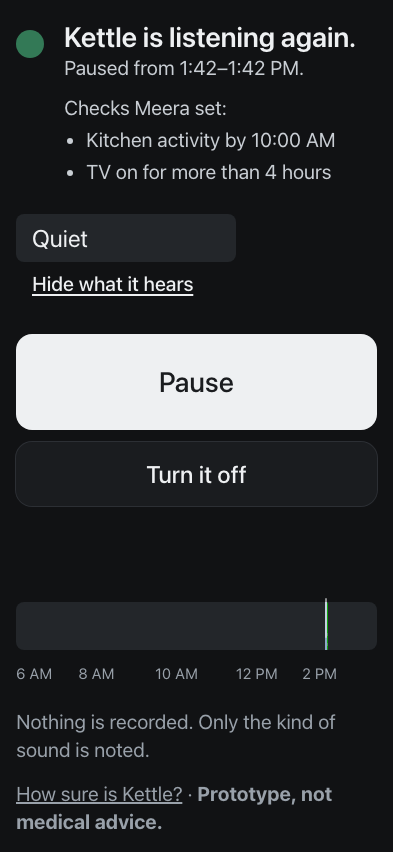 Kettle is listening again.
Paused from 1:42–1:42 PM.
Checks Meera set:
• Kitchen activity by 10:00 AM
• TV on for more than 4 hours
Quiet
Hide what it hears
Pause
Turn it off
6 AM 8 AM 10 AM 12 PM 2 PM
Nothing is recorded. Only the kind of
sound is noted.
How sure is Kettle? · Prototype, not
medical advice.